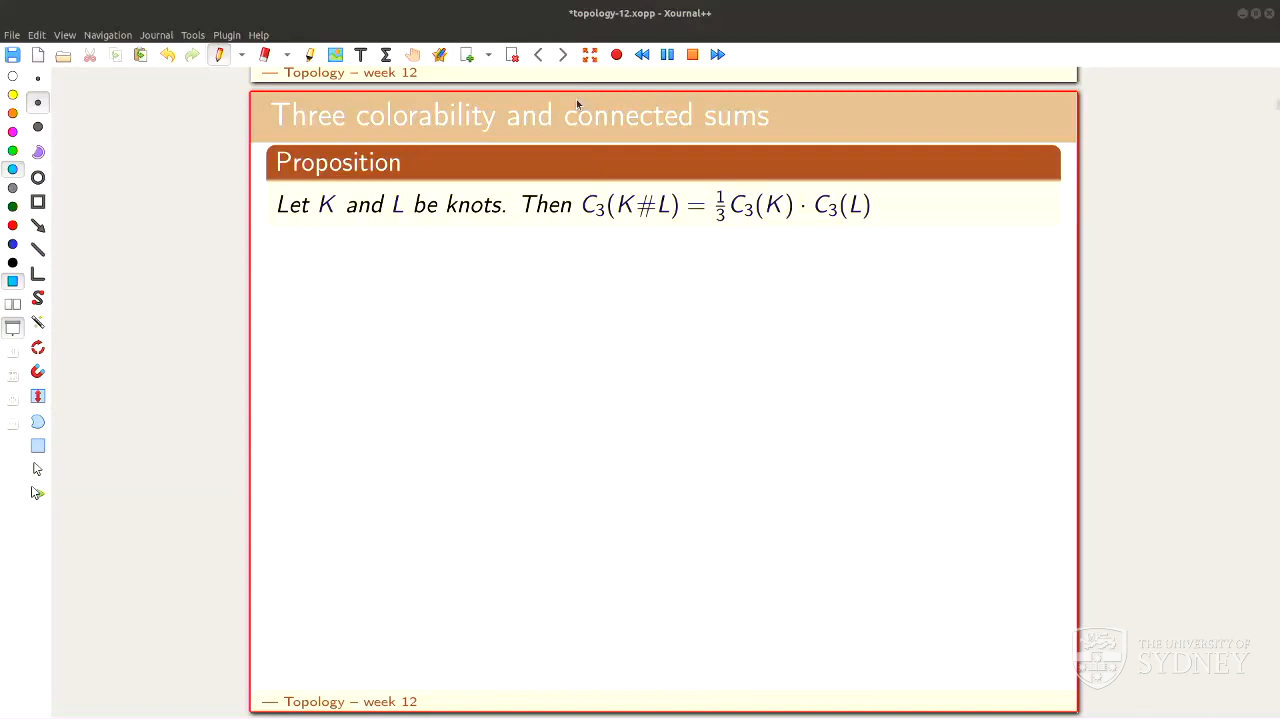 *topology-12.xopp - Xournal++
File Edit View Navigation Journal Tools Plugin Help
— Topology – week 12
Three colorability and connected sums
Proposition
Let K and L be knots. Then C₃(K#L) = ⅓C₃(K) · C₃(L)
THE UNIVERSITY OF
SYDNEY
— Topology – week 12